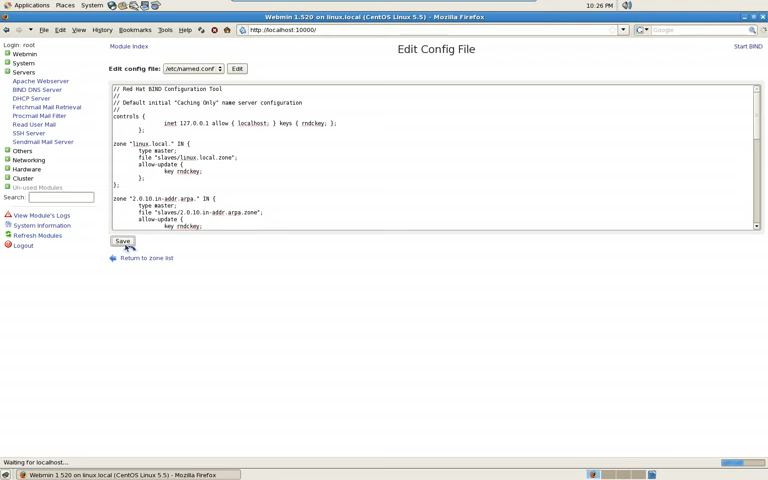 Applications Places System 10:26 PM
Webmin 1.520 on linux.local (CentOS Linux 5.5) - Mozilla Firefox
File Edit View History Bookmarks Tools Help http://localhost:10000/ Google
Login: root
Webmin
System
Servers
Apache Webserver
BIND DNS Server
DHCP Server
Fetchmail Mail Retrieval
Procmail Mail Filter
Read User Mail
SSH Server
Sendmail Mail Server
Others
Networking
Hardware
Cluster
Un-used Modules
Search:
View Module's Logs
System Information
Refresh Modules
Logout
Module Index
Edit Config File
Start BIND
Edit config file: /etc/named.conf Edit
// Red Hat BIND Configuration Tool
//
// Default initial "Caching Only" name server configuration
//
controls {
inet 127.0.0.1 allow { localhost; } keys { rndckey; };
};
zone "linux.local." IN {
type master;
file "slaves/linux.local.zone";
allow-update {
key rndckey;
};
};
zone "2.0.10.in-addr.arpa." IN {
type master;
file "slaves/2.0.10.in-addr.arpa.zone";
allow-update {
key rndckey;
Save
Return to zone list
Waiting for localhost...
Webmin 1.520 on linux.local (CentOS Linux 5.5) - Mozilla Firefox